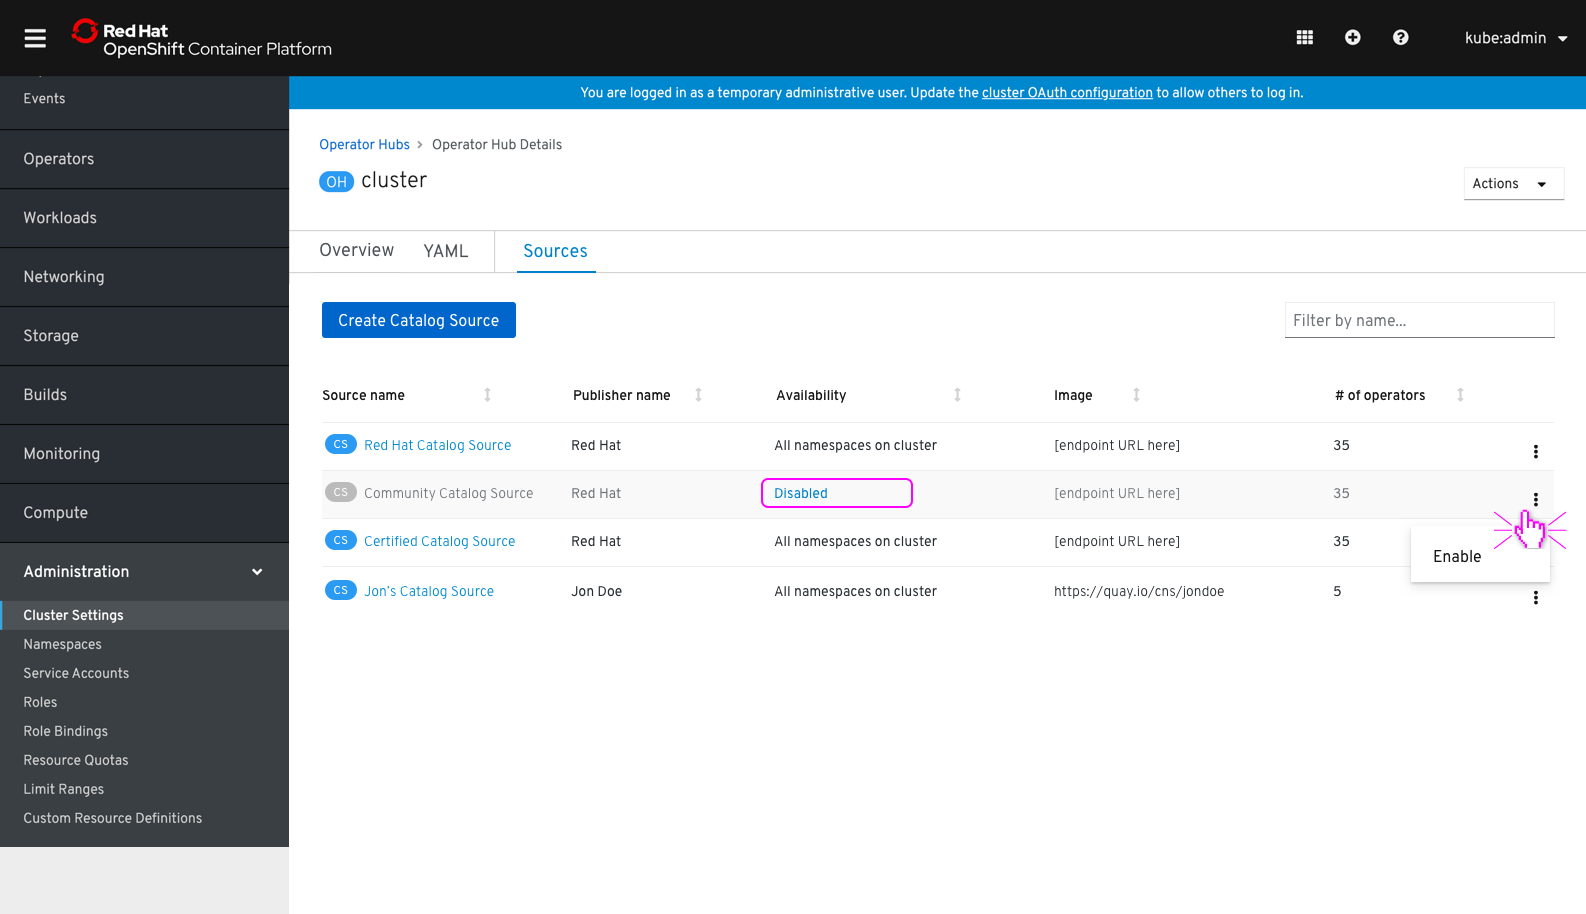 Red Hat
OpenShift Container Platform
kube:admin
You are logged in as a temporary administrative user. Update the cluster OAuth configuration to allow others to log in.
Events
Operators
Workloads
Networking
Storage
Builds
Monitoring
Compute
Administration
Cluster Settings
Namespaces
Service Accounts
Roles
Role Bindings
Resource Quotas
Limit Ranges
Custom Resource Definitions
Operator Hubs > Operator Hub Details
OH cluster
Actions
Overview YAML Sources
Create Catalog Source
Filter by name...
Source name Publisher name Availability Image # of operators
CS Red Hat Catalog Source Red Hat All namespaces on cluster [endpoint URL here] 35
CS Community Catalog Source Red Hat Disabled [endpoint URL here] 35
CS Certified Catalog Source Red Hat All namespaces on cluster [endpoint URL here] 35
Enable
CS Jon's Catalog Source Jon Doe All namespaces on cluster https://quay.io/cns/jondoe 5